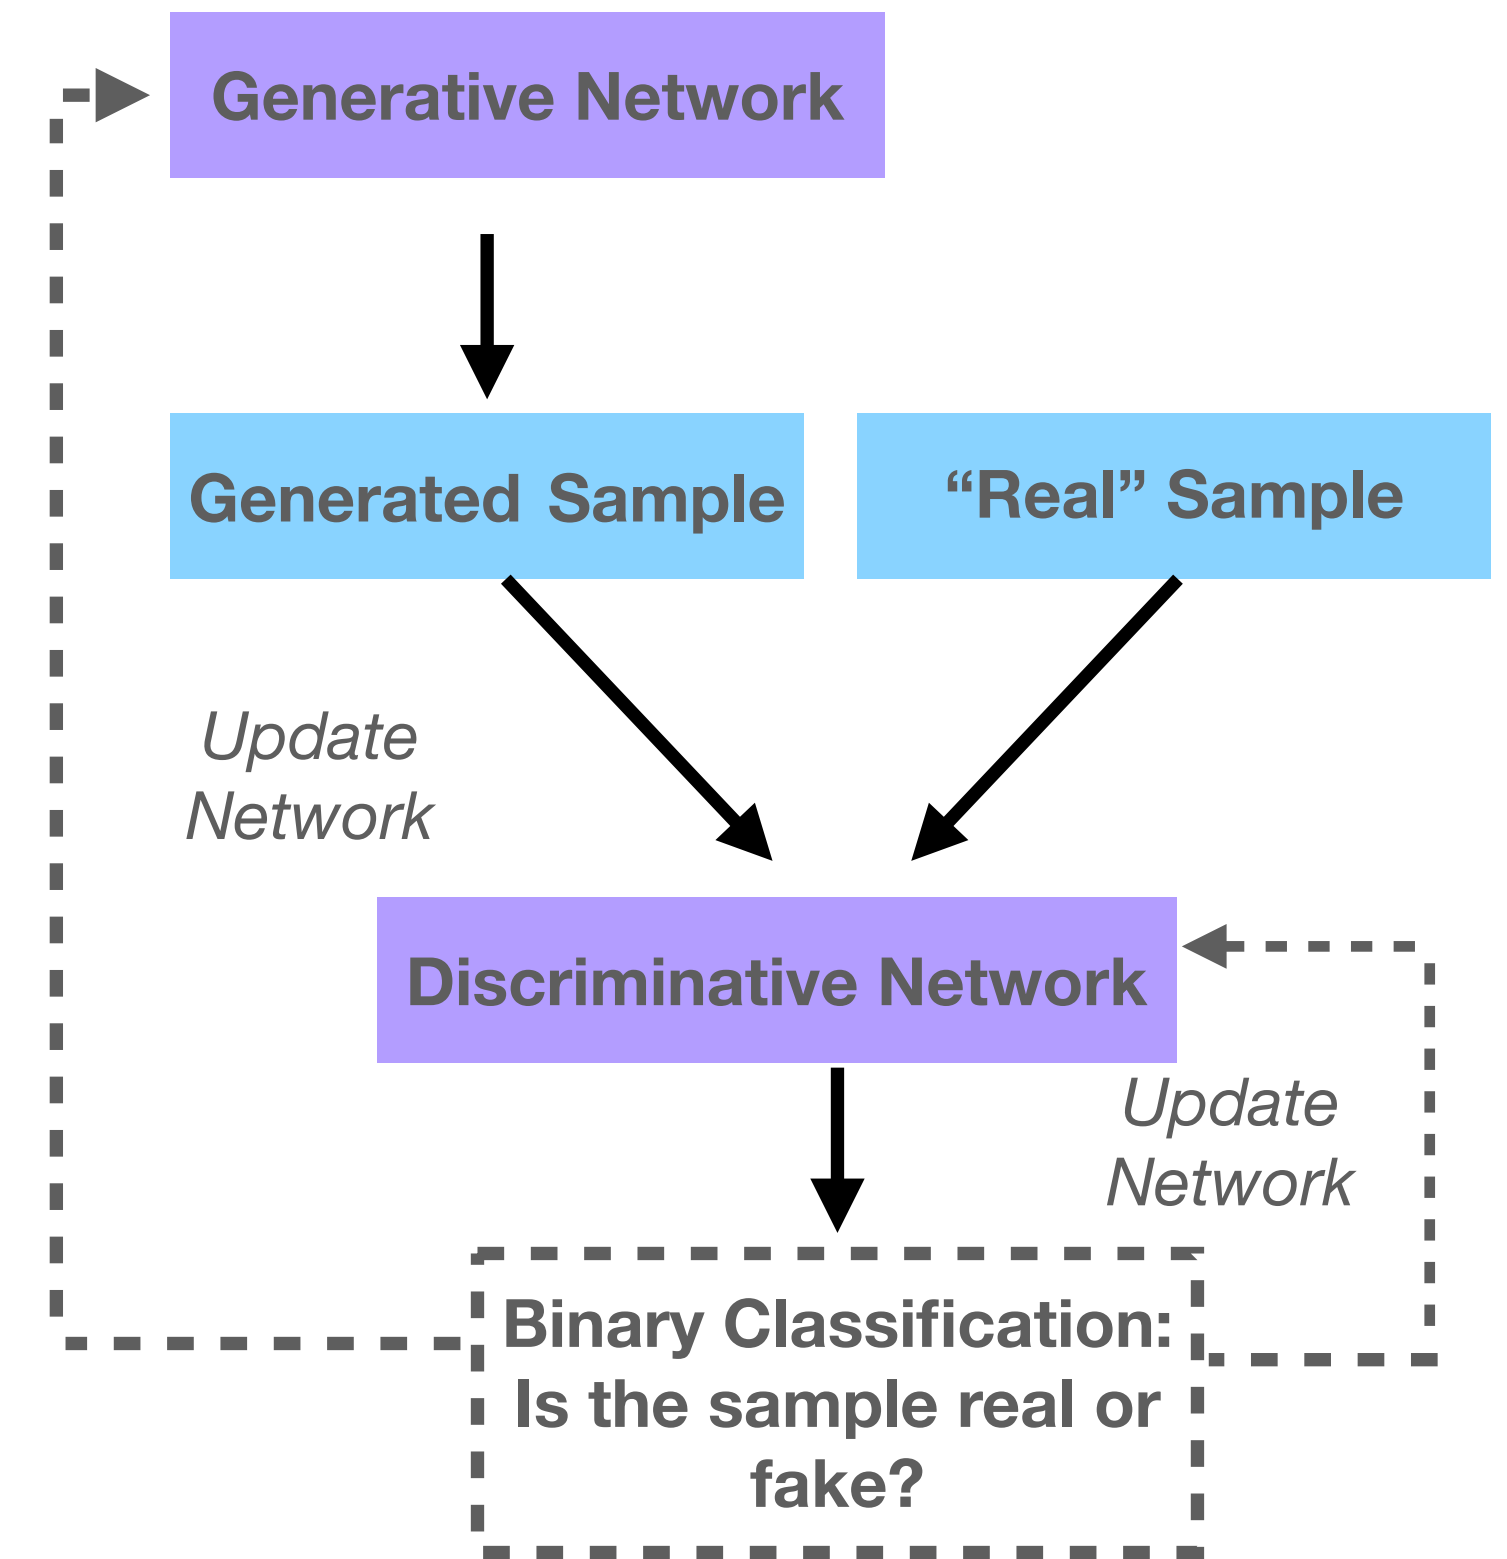 Generative Network
Generated Sample
“Real” Sample
Update
Network
Discriminative Network
Update
Network
Binary Classification:
Is the sample real or
fake?